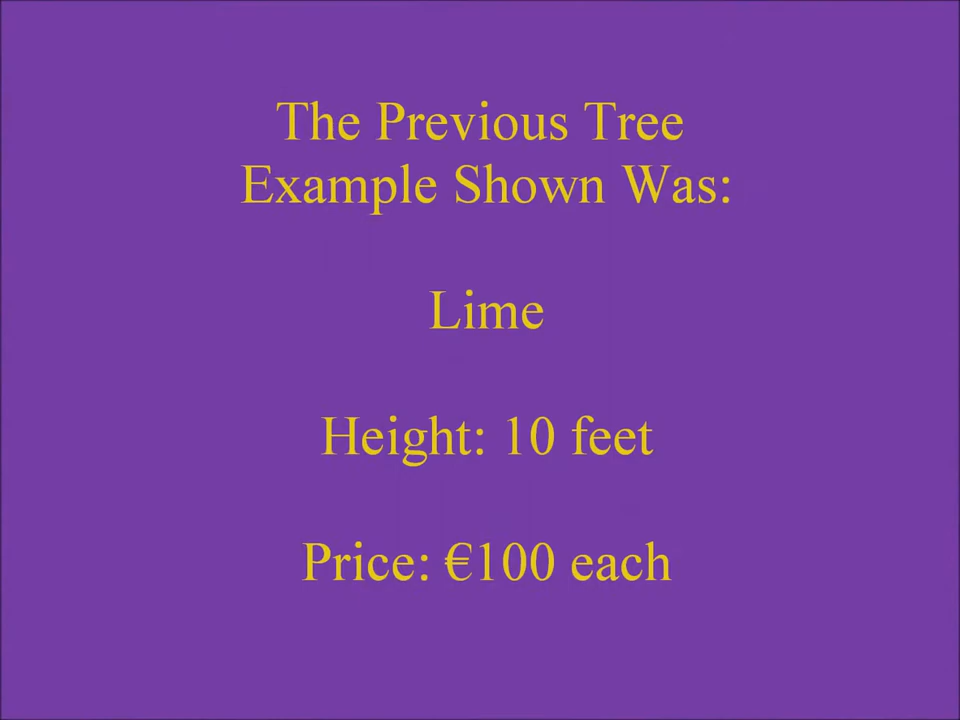 The Previous Tree
Example Shown Was:
Lime
Height: 10 feet
Price: €100 each